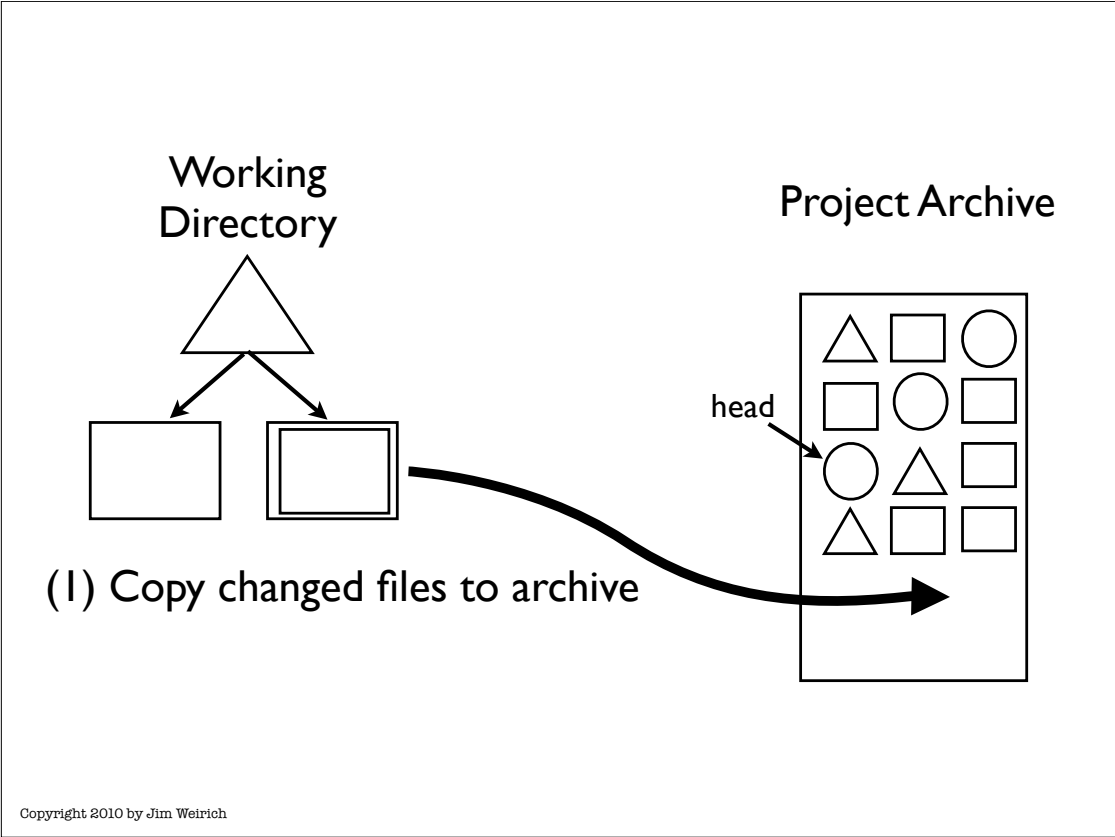 Working
Directory
Project Archive
head
(1) Copy changed files to archive
Copyright 2010 by Jim Weirich